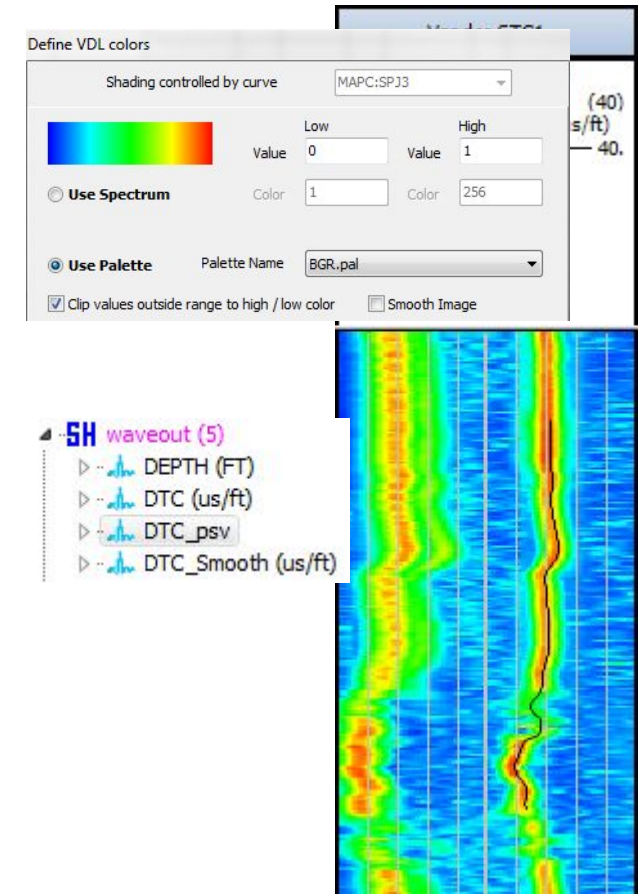 Define VDL colors
Shading controlled by curve MAPC:SPJ3
Low High
Value 0 Value 1
Use Spectrum Color 1 Color 256
Use Palette Palette Name BGR.pal
Clip values outside range to high / low color Smooth Image
(40)
s/ft)
40.
SH waveout (5)
DEPTH (FT)
DTC (us/ft)
DTC_psv
DTC_Smooth (us/ft)